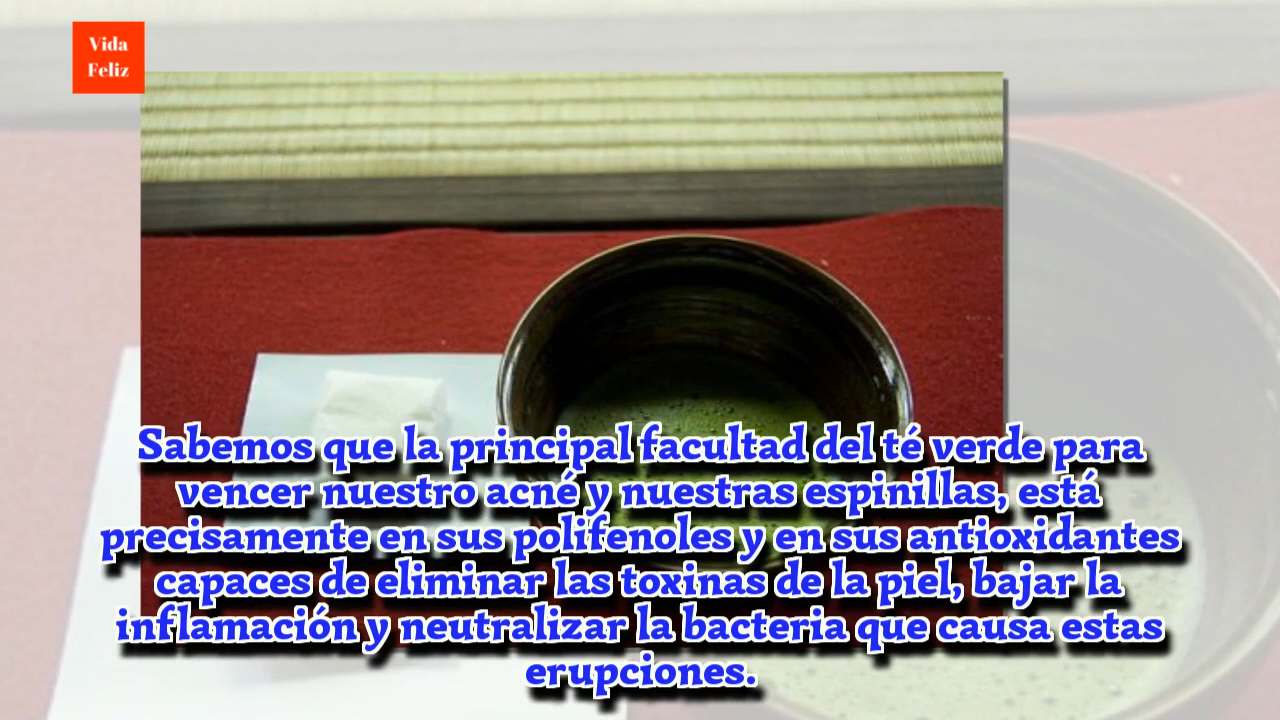 Vida
Feliz
Sabemos que la principal facultad del té verde para
vencer nuestro acné y nuestras espinillas, está
precisamente en sus polifenoles y en sus antioxidantes
capaces de eliminar las toxinas de la piel, bajar la
inflamación y neutralizar la bacteria que causa estas
erupciones.